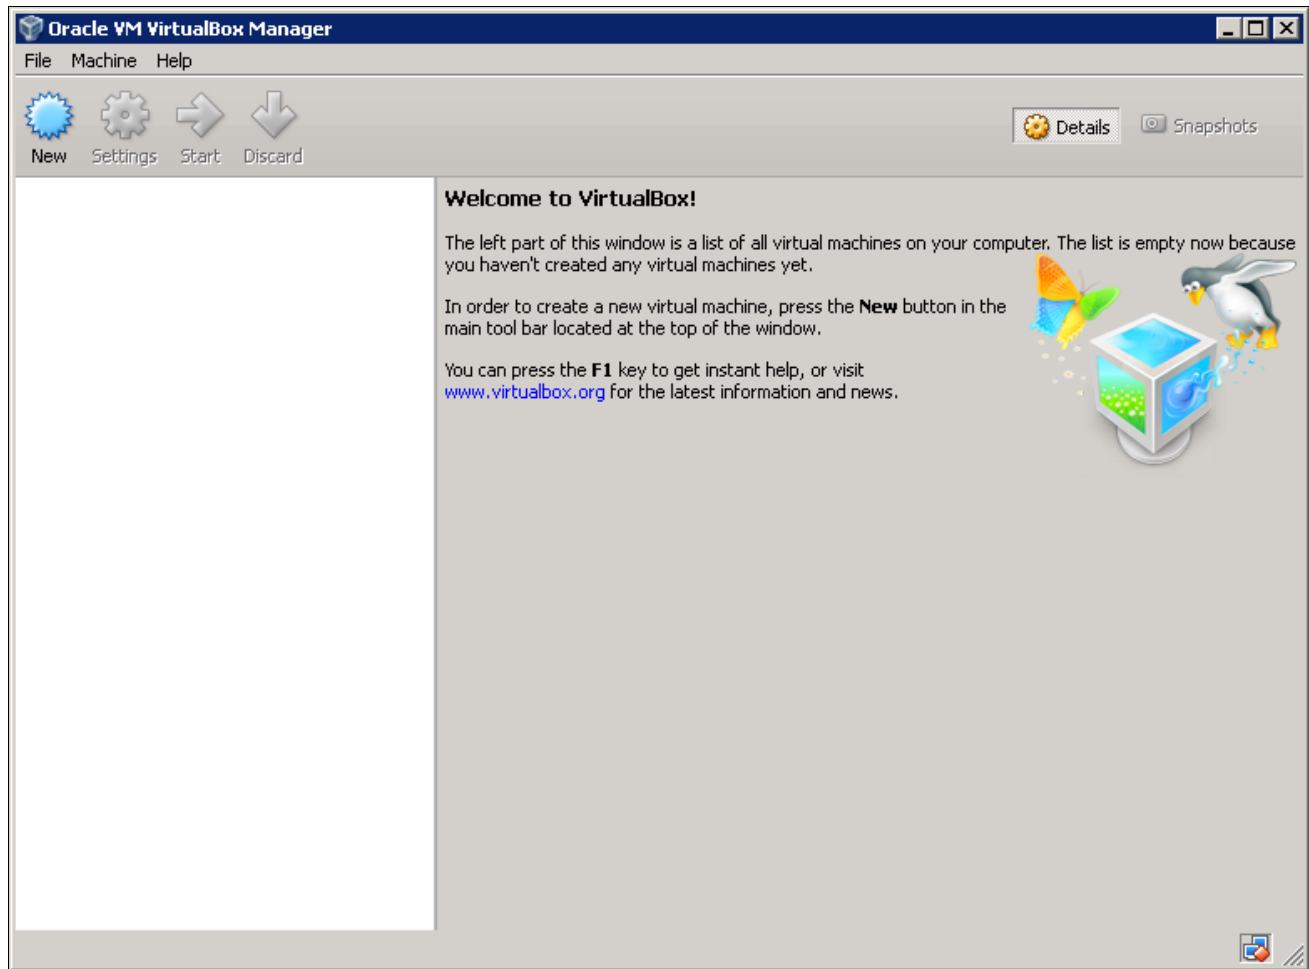 Oracle VM VirtualBox Manager
File Machine Help
New Settings Start Discard
Details Snapshots
Welcome to VirtualBox!
The left part of this window is a list of all virtual machines on your computer. The list is empty now because
you haven't created any virtual machines yet.
In order to create a new virtual machine, press the New button in the
main tool bar located at the top of the window.
You can press the F1 key to get instant help, or visit
www.virtualbox.org for the latest information and news.